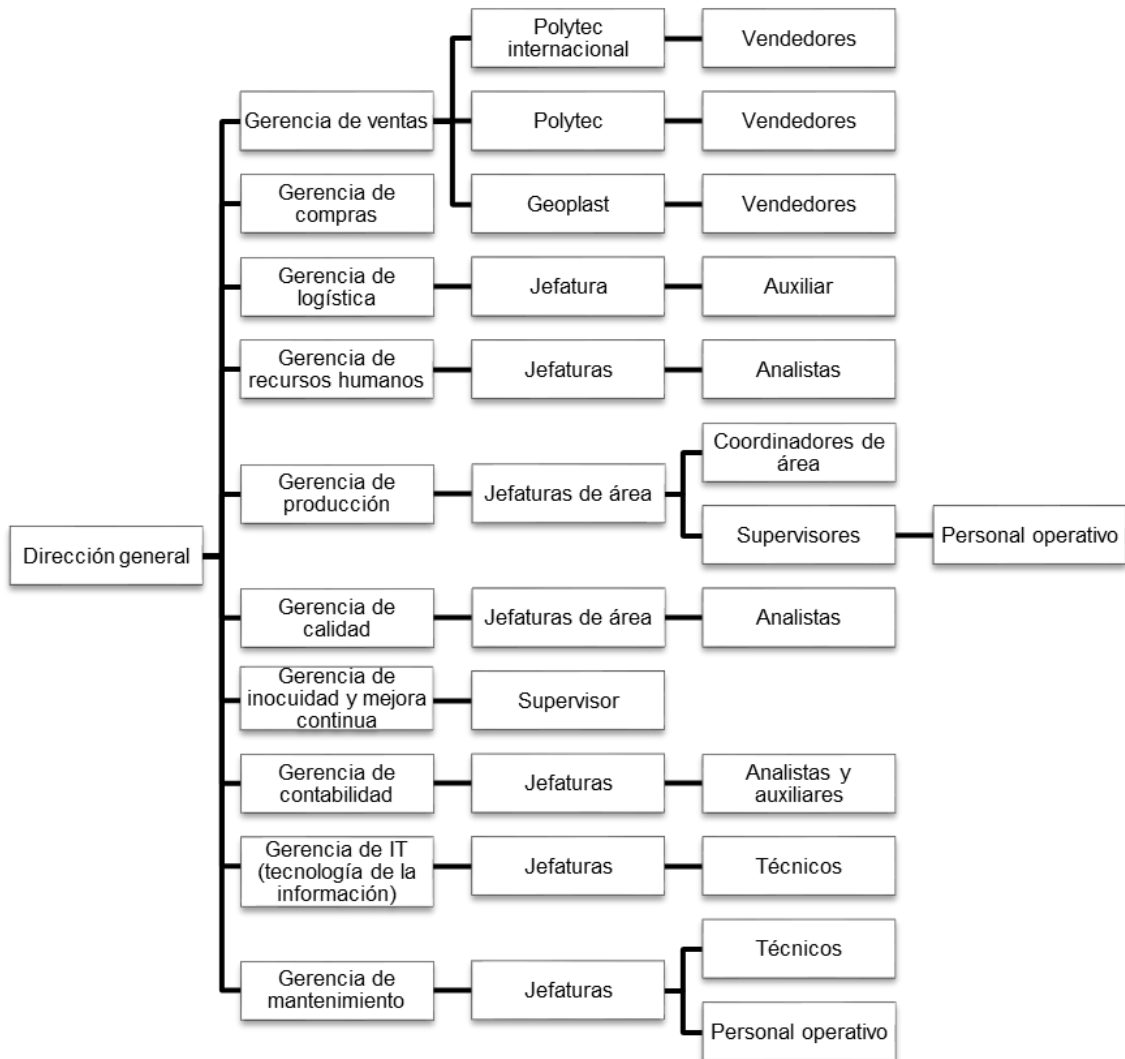 Polytec
internacional
Vendedores
Gerencia de ventas
Polytec
Vendedores
Gerencia de
compras
Geoplast
Vendedores
Gerencia de
logística
Jefatura
Auxiliar
Gerencia de
recursos humanos
Jefaturas
Analistas
Coordinadores de
área
Gerencia de
producción
Jefaturas de área
Supervisores
Personal operativo
Dirección general
Gerencia de
calidad
Jefaturas de área
Analistas
Gerencia de
inocuidad y mejora
continua
Supervisor
Gerencia de
contabilidad
Jefaturas
Analistas y
auxiliares
Gerencia de IT
(tecnología de la
información)
Jefaturas
Técnicos
Técnicos
Gerencia de
mantenimiento
Jefaturas
Personal operativo